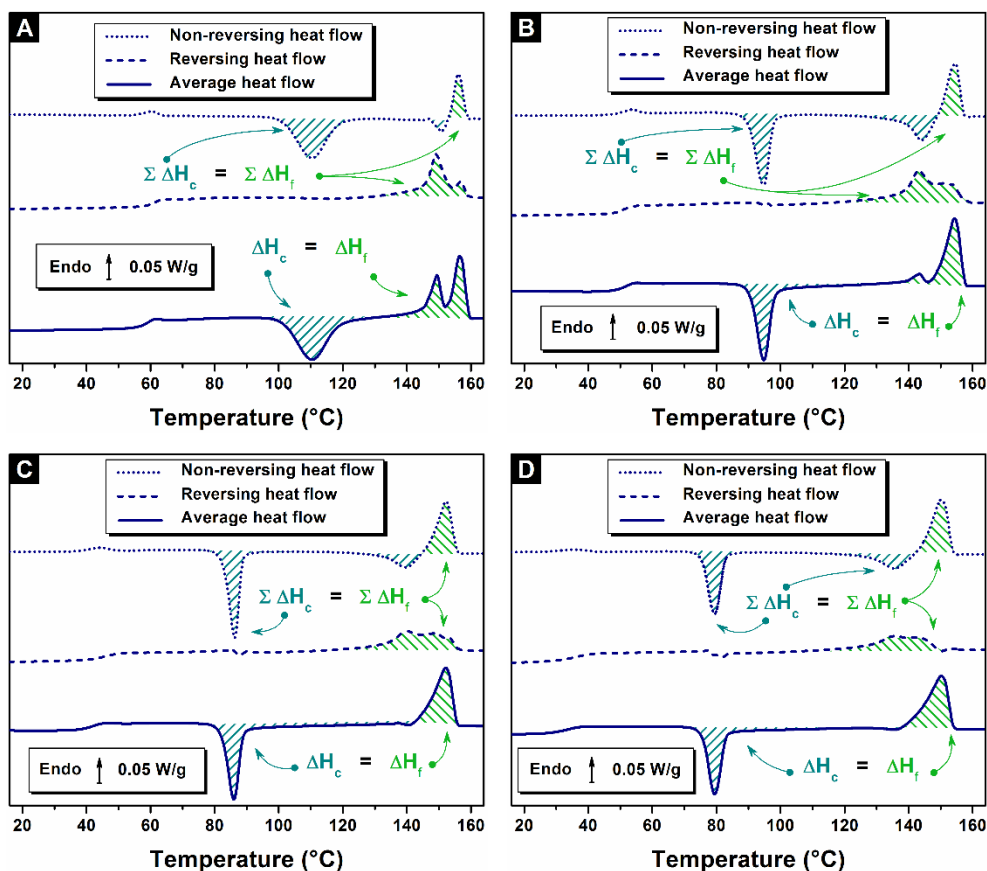 A
Non-reversing heat flow
Reversing heat flow
Average heat flow
Σ ΔHc = Σ ΔHf
ΔHc = ΔHf
Endo ↑ 0.05 W/g
20 40 60 80 100 120 140 160
Temperature (°C)
B
Non-reversing heat flow
Reversing heat flow
Average heat flow
Σ ΔHc = Σ ΔHf
Endo ↑ 0.05 W/g
ΔHc = ΔHf
20 40 60 80 100 120 140 160
Temperature (°C)
C
Non-reversing heat flow
Reversing heat flow
Average heat flow
Σ ΔHc = Σ ΔHf
Endo ↑ 0.05 W/g
ΔHc = ΔHf
20 40 60 80 100 120 140 160
Temperature (°C)
D
Non-reversing heat flow
Reversing heat flow
Average heat flow
Σ ΔHc = Σ ΔHf
Endo ↑ 0.05 W/g
ΔHc = ΔHf
20 40 60 80 100 120 140 160
Temperature (°C)